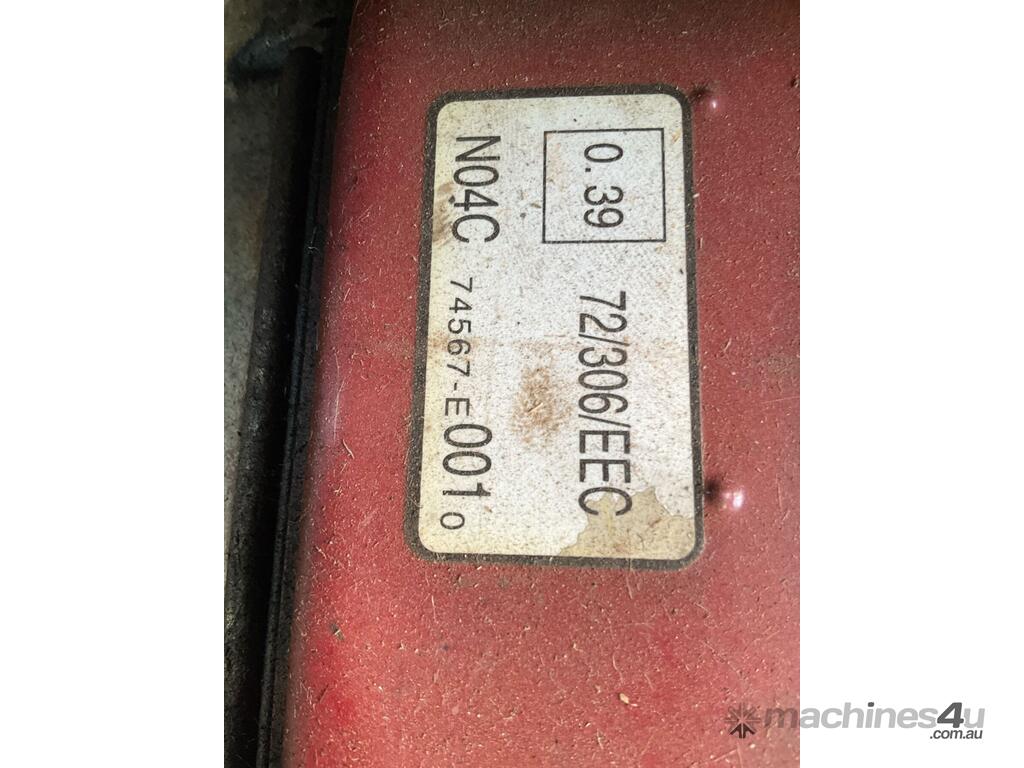 0.39
72/306/EEC
N04C 74567-E0010
machines4u
.com.au